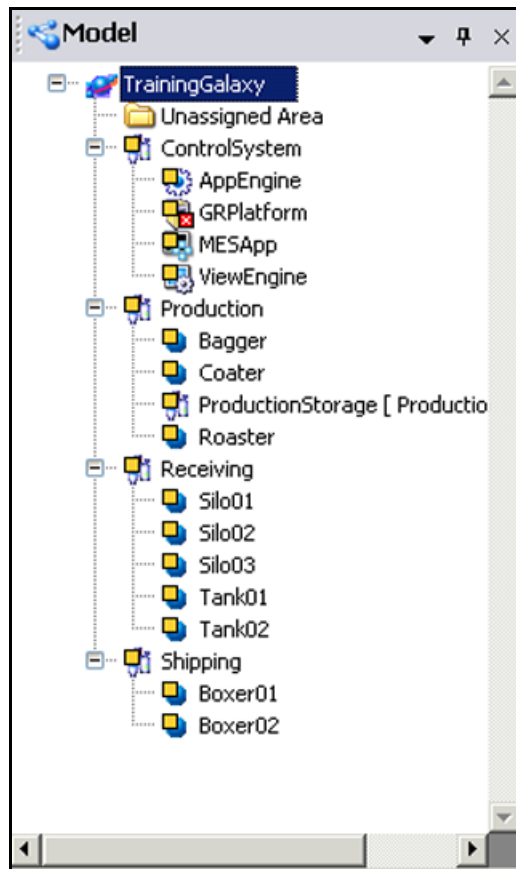 Model
TrainingGalaxy
Unassigned Area
ControlSystem
AppEngine
GRPlatform
MESApp
ViewEngine
Production
Bagger
Coater
ProductionStorage [ Productio
Roaster
Receiving
Silo01
Silo02
Silo03
Tank01
Tank02
Shipping
Boxer01
Boxer02